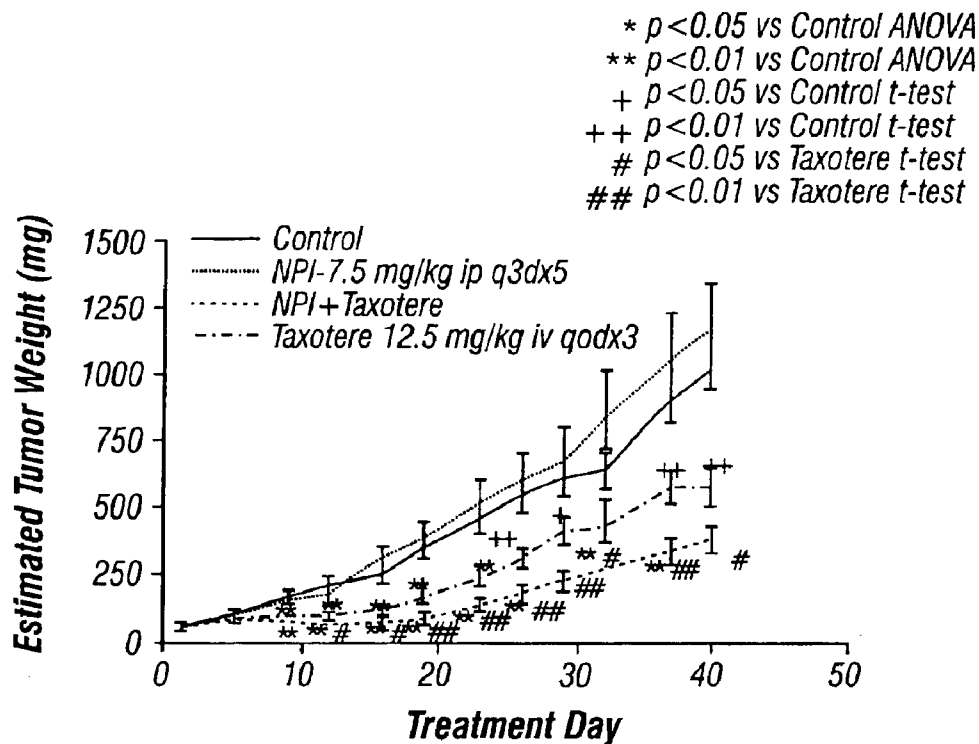 * p<0.05 vs Control ANOVA
** p<0.01 vs Control ANOVA
+ p<0.05 vs Control t-test
++ p<0.01 vs Control t-test
# p<0.05 vs Taxotere t-test
## p<0.01 vs Taxotere t-test
Estimated Tumor Weight (mg)
1500
1250
1000
750
500
250
0
Control
NPI-7.5 mg/kg ip q3dx5
NPI+Taxotere
Taxotere 12.5 mg/kg iv qodx3
++ ++
++ +
** ** ** ** ** ** # ** ## #
** ** # ** # ** ## ** ## ** ## ##
0 10 20 30 40 50
Treatment Day